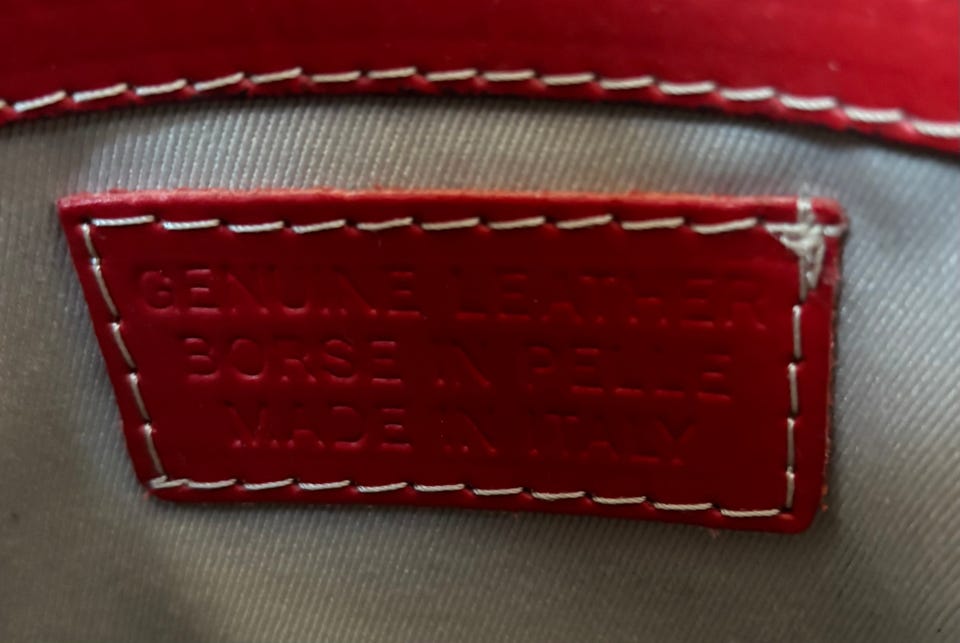 GENUINE LEATHER
BORSE IN PELLE
MADE IN ITALY